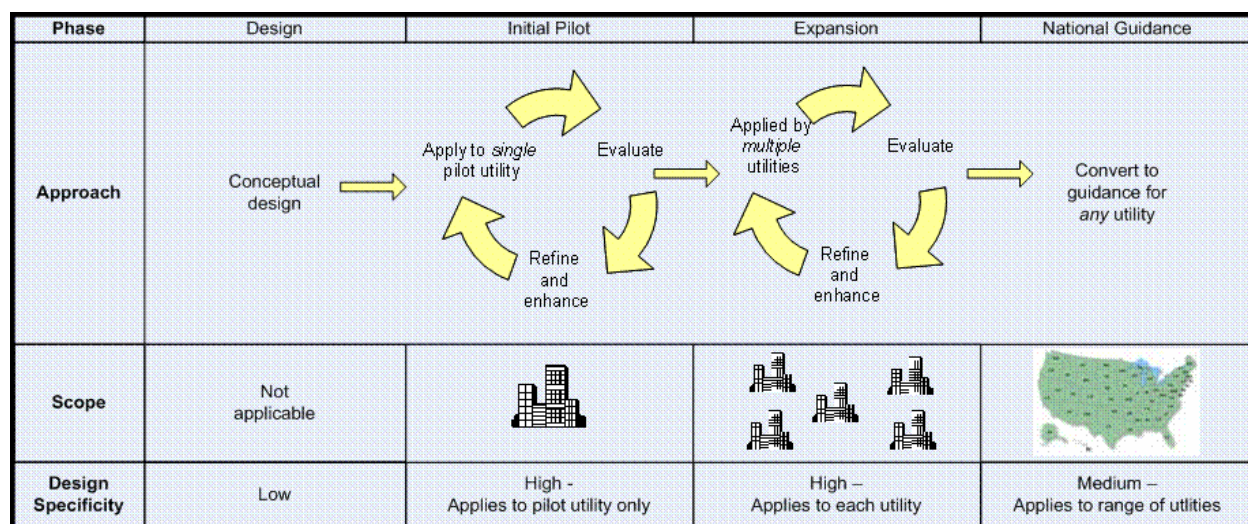 Phase
Design
Initial Pilot
Expansion
National Guidance
Approach
Conceptual
design
Apply to single
pilot utility
Evaluate
Refine
and
enhance
Applied by
multiple
utilities
Evaluate
Refine
and
enhance
Convert to
guidance for
any utility
Scope
Not
applicable
Design
Specificity
Low
High -
Applies to pilot utility only
High –
Applies to each utility
Medium –
Applies to range of utlities